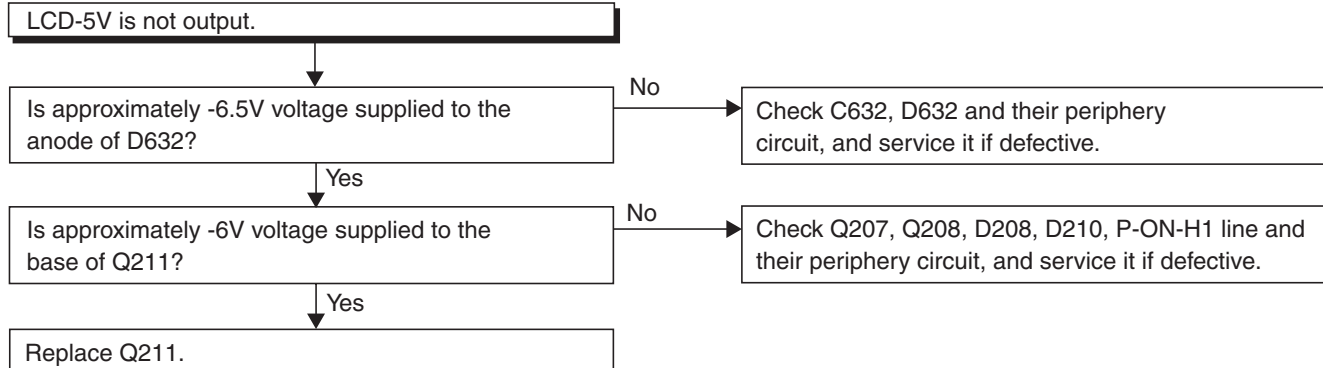 LCD-5V is not output.
Is approximately -6.5V voltage supplied to the
anode of D632?
No
Check C632, D632 and their periphery
circuit, and service it if defective.
Yes
Is approximately -6V voltage supplied to the
base of Q211?
No
Check Q207, Q208, D208, D210, P-ON-H1 line and
their periphery circuit, and service it if defective.
Yes
Replace Q211.